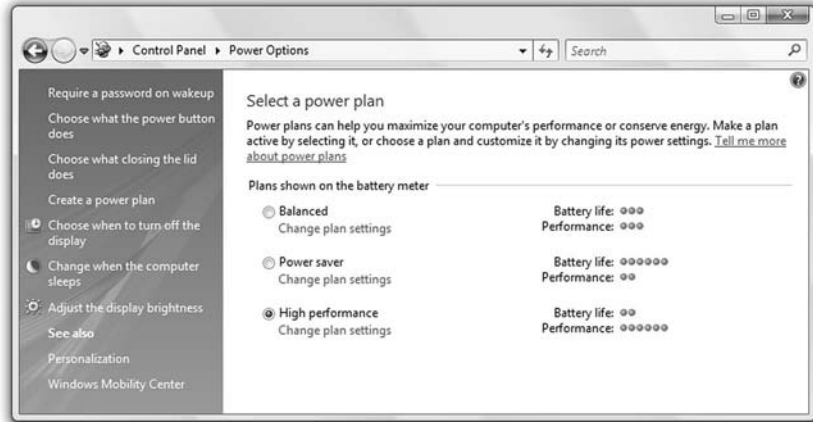 Control Panel ▸ Power Options
Search
Require a password on wakeup
Choose what the power button
does
Choose what closing the lid
does
Create a power plan
Choose when to turn off the
display
Change when the computer
sleeps
Adjust the display brightness
See also
Personalization
Windows Mobility Center
Select a power plan
Power plans can help you maximize your computer's performance or conserve energy. Make a plan
active by selecting it, or choose a plan and customize it by changing its power settings. Tell me more
about power plans
Plans shown on the battery meter
Balanced Battery life:
Change plan settings Performance:
Power saver Battery life:
Change plan settings Performance:
High performance Battery life:
Change plan settings Performance: